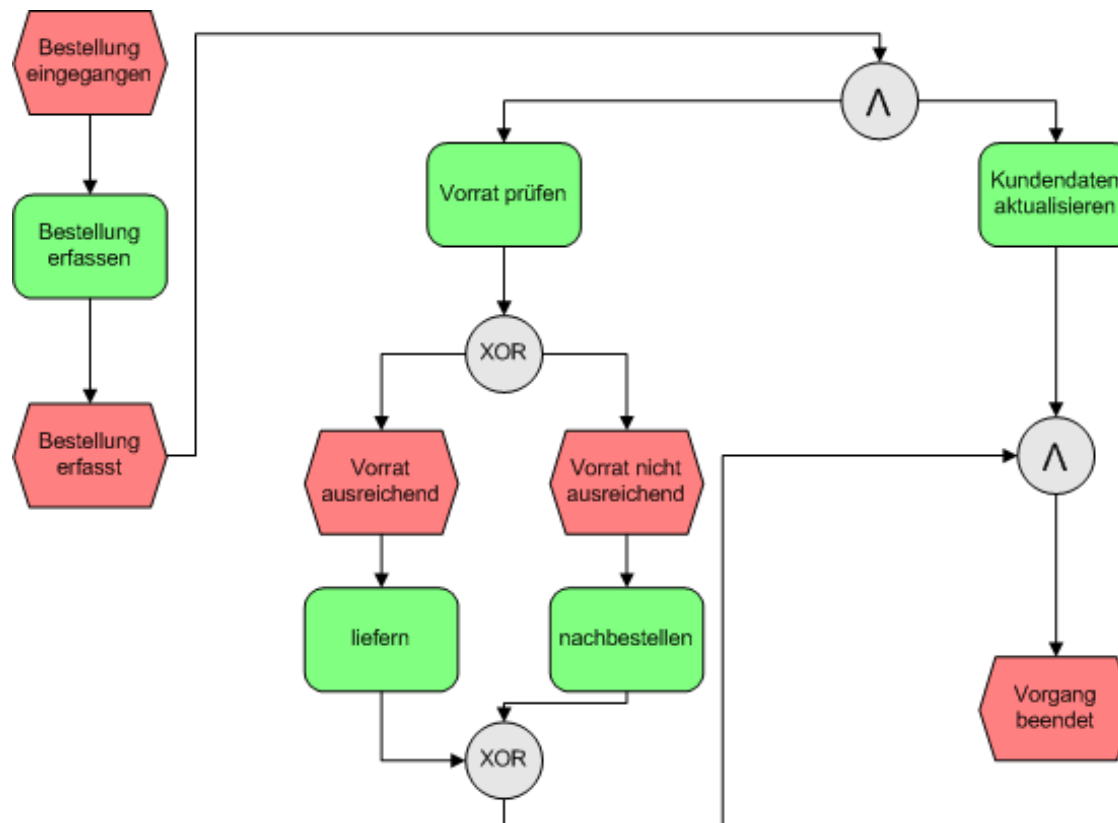 Bestellung
eingegangen
Bestellung
erfassen
Bestellung
erfasst
Λ
Vorrat prüfen
Kundendaten
aktualisieren
XOR
Vorrat
ausreichend
Vorrat nicht
ausreichend
liefern
nachbestellen
XOR
Λ
Vorgang
beendet